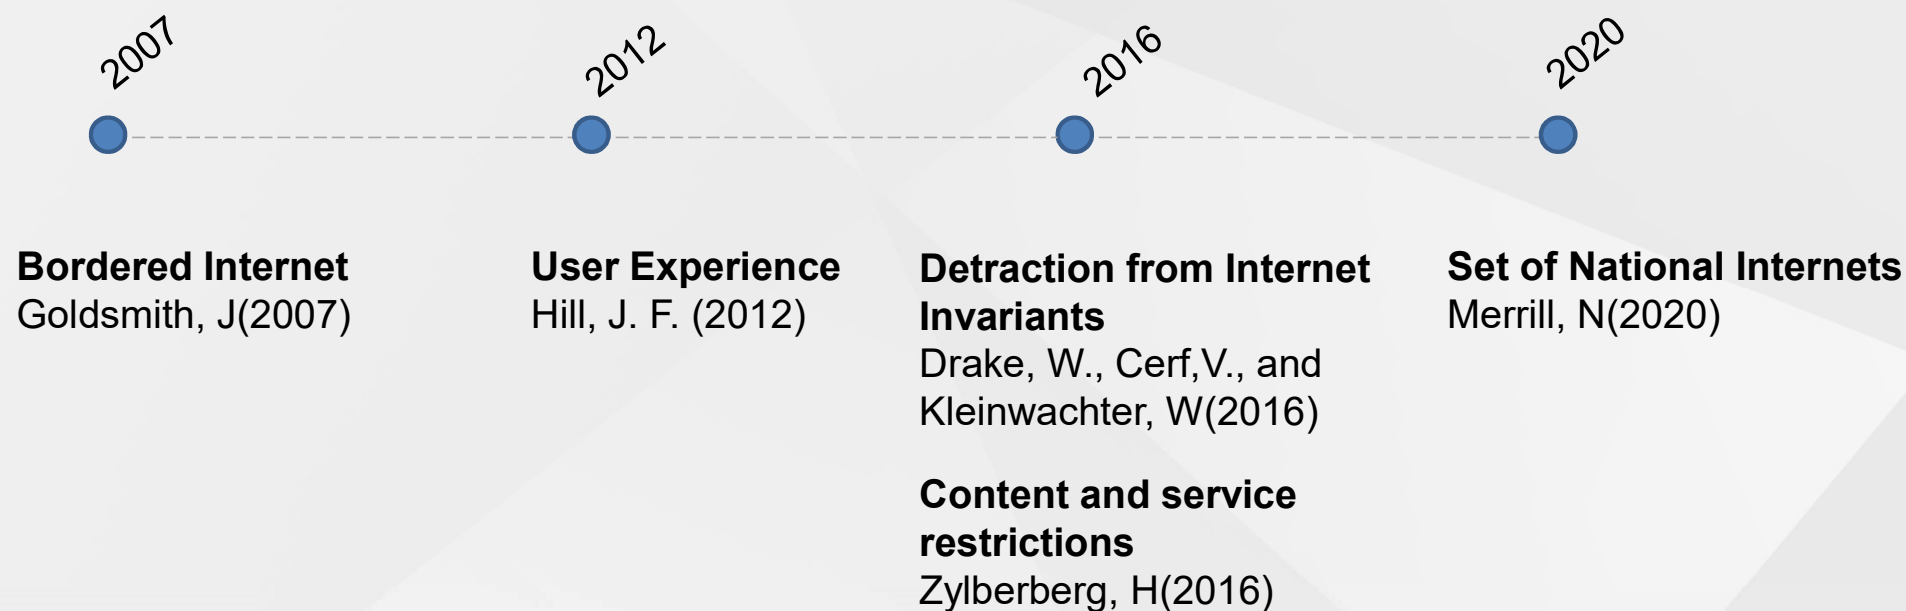 2007
2012
2016
2020
Bordered Internet
Goldsmith, J(2007)
User Experience
Hill, J. F. (2012)
Detraction from Internet
Invariants
Drake, W., Cerf,V., and
Kleinwachter, W(2016)
Content and service
restrictions
Zylberberg, H(2016)
Set of National Internets
Merrill, N(2020)